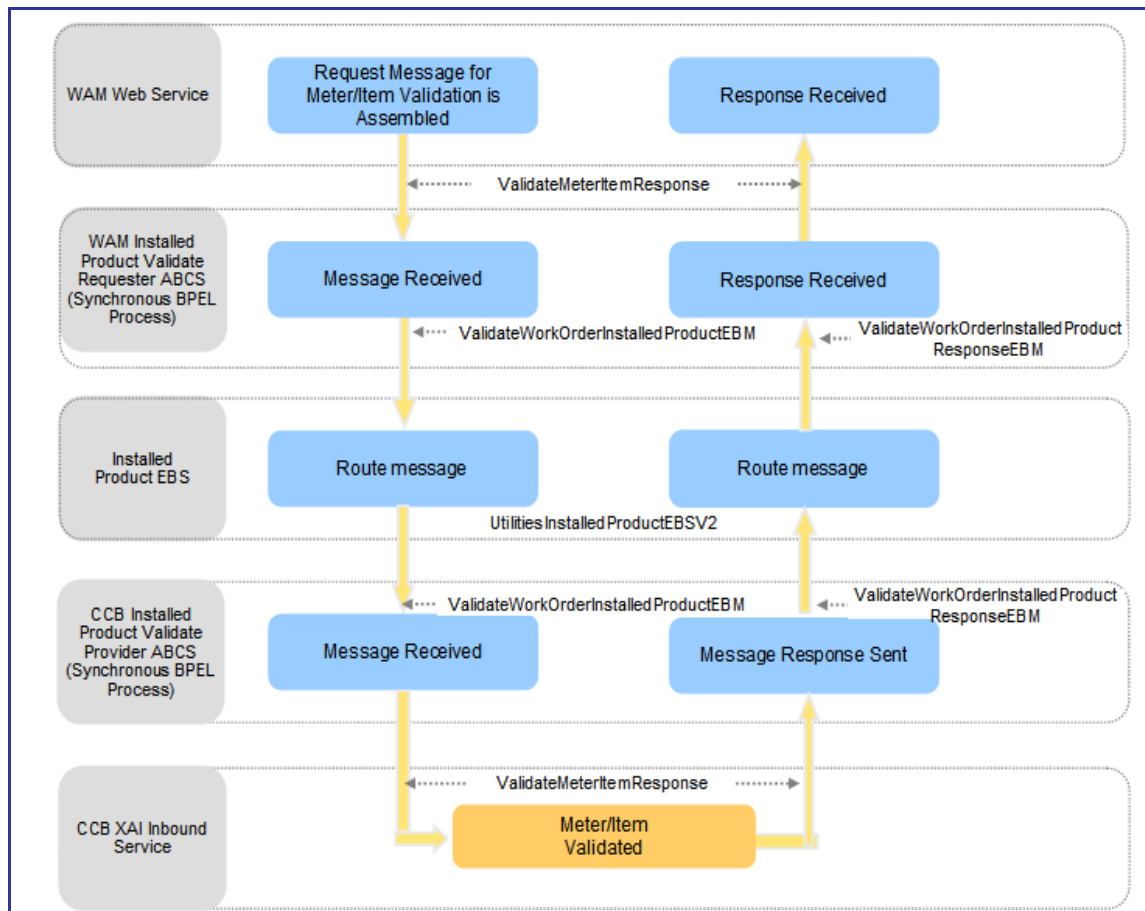 WAM Web Service
Request Message for
Meter/Item Validation is
Assembled
Response Received
ValidateMeterItemResponse
WAM Installed
Product Validate
Requester ABCS
(Synchronous BPEL
Process)
Message Received
Response Received
ValidateWorkOrderInstalledProductEBM
ValidateWorkOrderInstalledProduct
ResponseEBM
Installed
Product EBS
Route message
Route message
UtilitiesInstalledProductEBSV2
CCB Installed
Product Validate
Provider ABCS
(Synchronous BPEL
Process)
ValidateWorkOrderInstalledProductEBM
ValidateWorkOrderInstalledProduct
ResponseEBM
Message Received
Message Response Sent
CCB XAI Inbound
Service
ValidateMeterItemResponse
Meter/Item
Validated